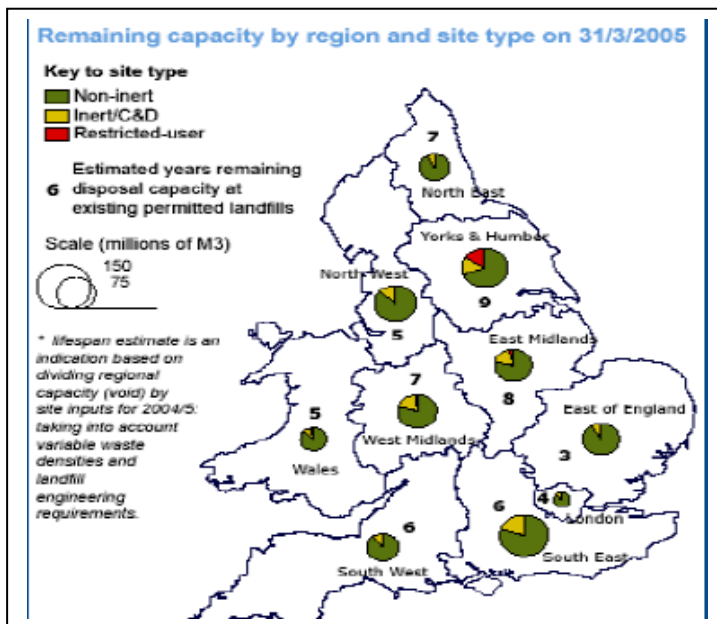 Remaining capacity by region and site type on 31/3/2005
Key to site type
Non-inert
Inert/C&D
Restricted-user
6 Estimated years remaining
disposal capacity at
existing permitted landfills
Scale (millions of M3)
150
75
* lifespan estimate is an
indication based on
dividing regional
capacity (void) by
site inputs for 2004/5:
taking into account
variable waste
densities and
landfill
engineering
requirements.
7
North East
Yorks & Humber
9
North West
5
East Midlands
8
7
West Midlands
5
Wales
East of England
3
4
London
6
South East
6
South West